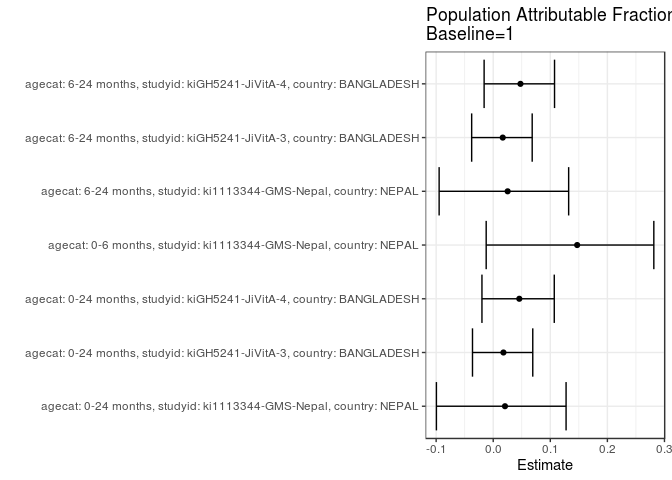 Population Attributable Fraction
Baseline=1
agecat: 6-24 months, studyid: kiGH5241-JiVitA-4, country: BANGLADESH
agecat: 6-24 months, studyid: kiGH5241-JiVitA-3, country: BANGLADESH
agecat: 6-24 months, studyid: ki1113344-GMS-Nepal, country: NEPAL
agecat: 0-6 months, studyid: ki1113344-GMS-Nepal, country: NEPAL
agecat: 0-24 months, studyid: kiGH5241-JiVitA-4, country: BANGLADESH
agecat: 0-24 months, studyid: kiGH5241-JiVitA-3, country: BANGLADESH
agecat: 0-24 months, studyid: ki1113344-GMS-Nepal, country: NEPAL
-0.1 0.0 0.1 0.2 0.3
Estimate